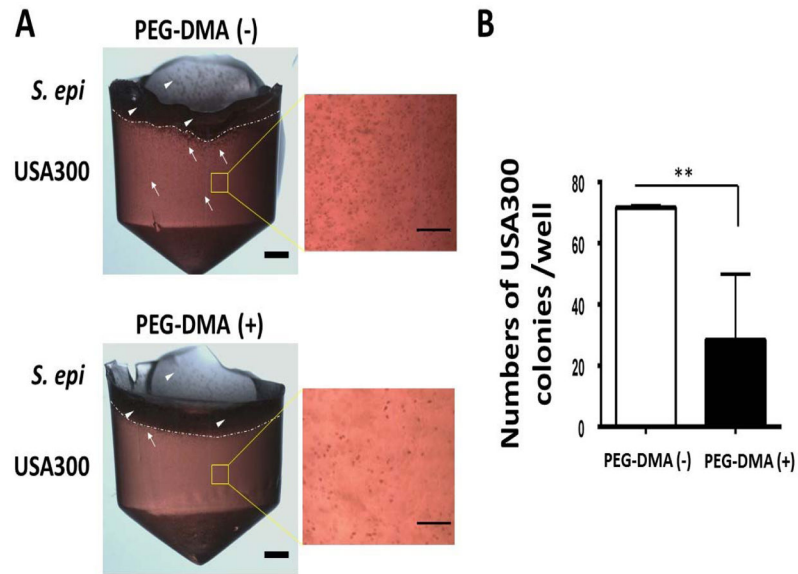 A
PEG-DMA (-)
S. epi
USA300
PEG-DMA (+)
S. epi
USA300
B
**
Numbers of USA300
colonies /well
80
60
40
20
0
PEG-DMA (-) PEG-DMA (+)